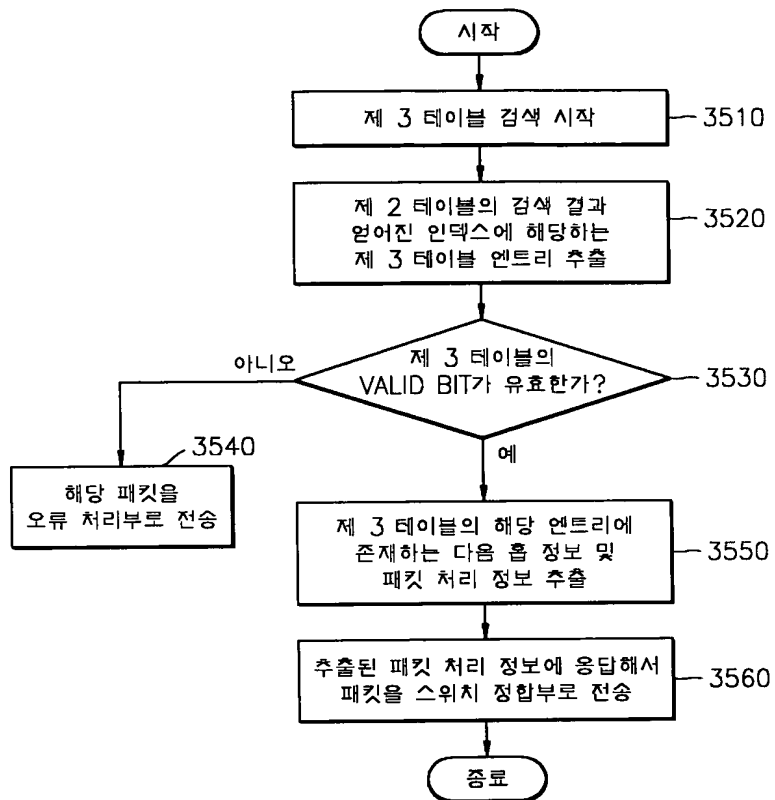 시작
제 3 테이블 검색 시작
3510
제 2 테이블의 검색 결과
얻어진 인덱스에 해당하는
제 3 테이블 엔트리 추출
3520
제 3 테이블의
VALID BIT가 유효한가?
3530
아니오
예
3540
해당 패킷을
오류 처리부로 전송
제 3 테이블의 해당 엔트리에
존재하는 다음 홉 정보 및
패킷 처리 정보 추출
3550
추출된 패킷 처리 정보에 응답해서
패킷을 스위치 정합부로 전송
3560
종료